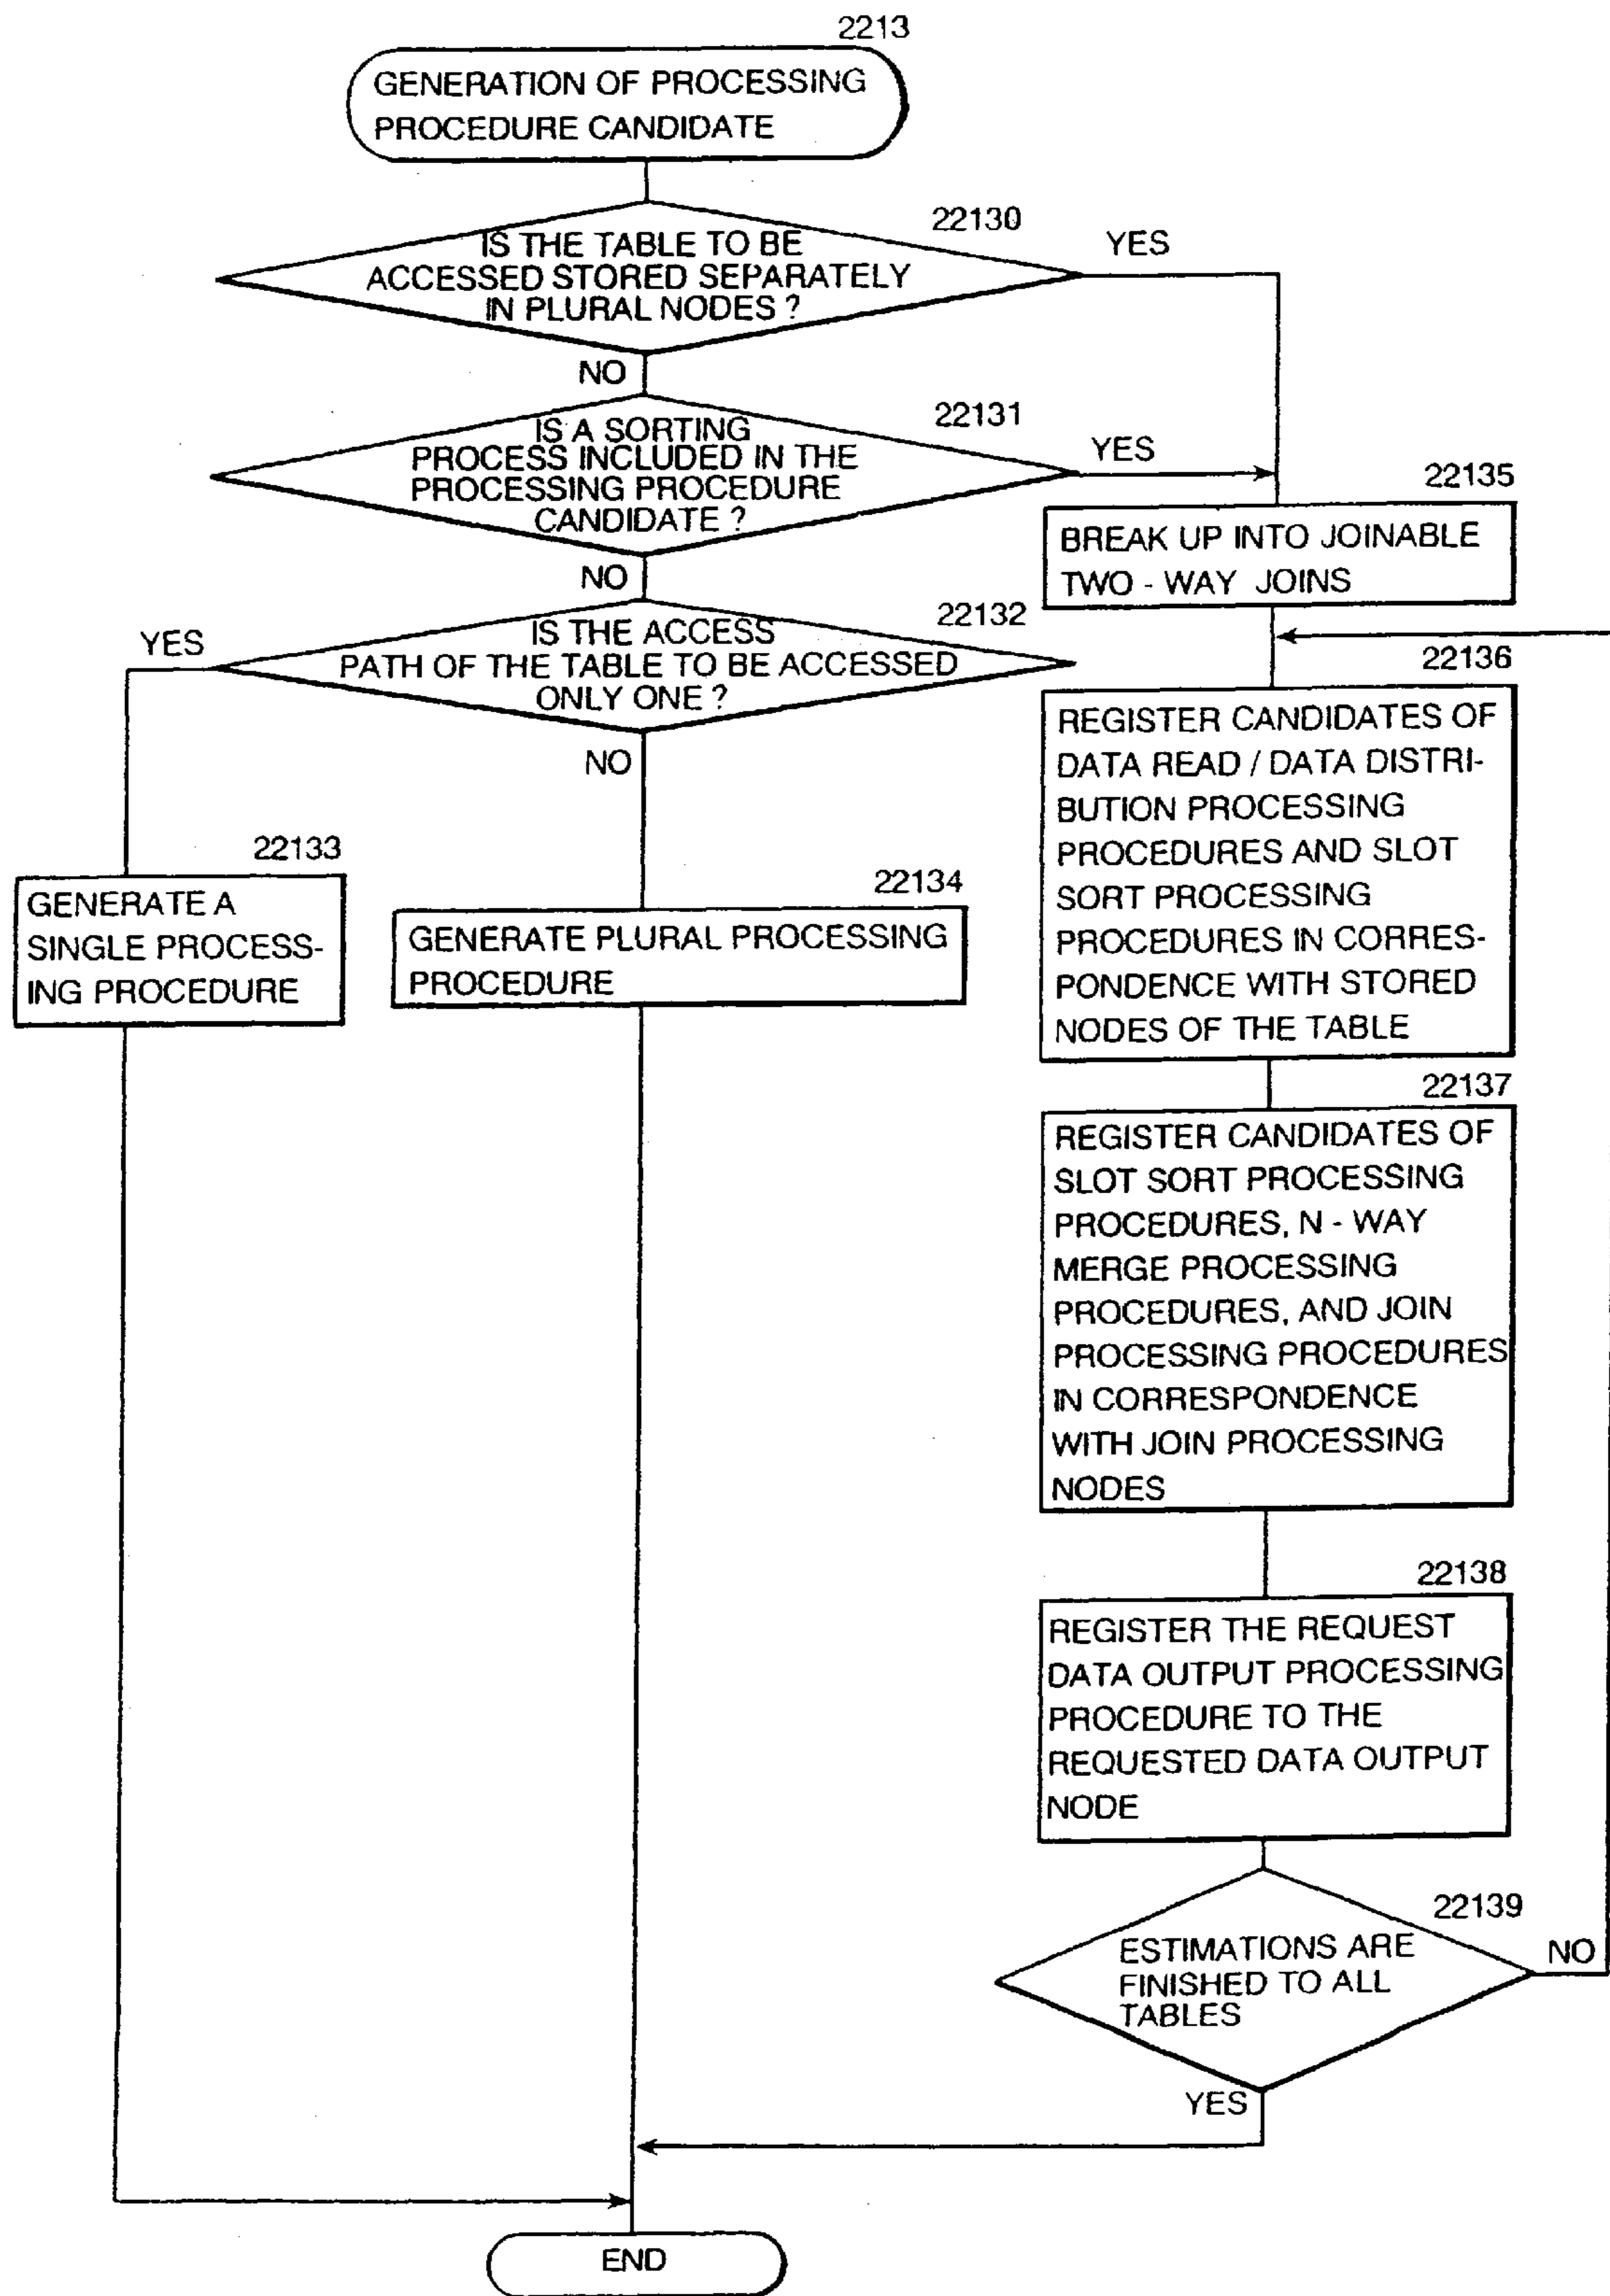 2213
GENERATION OF PROCESSING
PROCEDURE CANDIDATE
22130
IS THE TABLE TO BE
ACCESSED STORED SEPARATELY
IN PLURAL NODES ?
YES
NO
22131
IS A SORTING
PROCESS INCLUDED IN THE
PROCESSING PROCEDURE
CANDIDATE ?
YES
NO
22132
IS THE ACCESS
PATH OF THE TABLE TO BE ACCESSED
ONLY ONE ?
YES
NO
22133
GENERATE A
SINGLE PROCESS-
ING PROCEDURE
22134
GENERATE PLURAL PROCESSING
PROCEDURE
22135
BREAK UP INTO JOINABLE
TWO - WAY JOINS
22136
REGISTER CANDIDATES OF
DATA READ / DATA DISTRI-
BUTION PROCESSING
PROCEDURES AND SLOT
SORT PROCESSING
PROCEDURES IN CORRES-
PONDENCE WITH STORED
NODES OF THE TABLE
22137
REGISTER CANDIDATES OF
SLOT SORT PROCESSING
PROCEDURES, N - WAY
MERGE PROCESSING
PROCEDURES, AND JOIN
PROCESSING PROCEDURES
IN CORRESPONDENCE
WITH JOIN PROCESSING
NODES
22138
REGISTER THE REQUEST
DATA OUTPUT PROCESSING
PROCEDURE TO THE
REQUESTED DATA OUTPUT
NODE
22139
ESTIMATIONS ARE
FINISHED TO ALL
TABLES
NO
YES
END